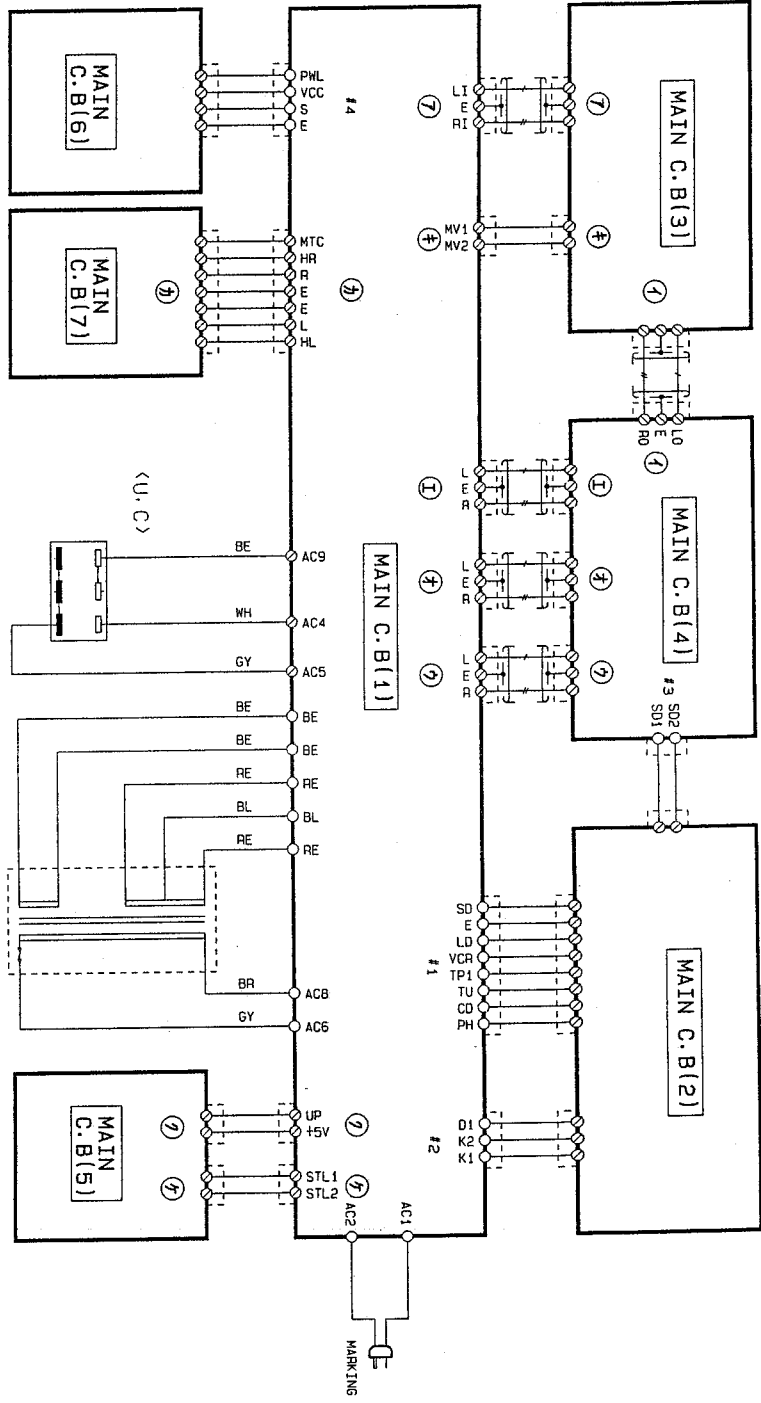 MAIN
C.B(6)
PWL
VCC
S
E
#4
LI
E
RI
ア
ア
MAIN C.B(3)
MV1
MV2
キ
キ
イ
MAIN
C.B(7)
カ
MTC
HR
R
E
E
L
HL
カ
RO
E
LO
イ
<U,C>
BE
AC9
WH
AC4
GY
AC5
MAIN C.B(1)
L
E
R
エ
エ
L
E
R
オ
オ
L
E
R
ウ
ウ
MAIN C.B(4)
#3
SD1
SD2
BE
BE
BE
BE
RE
RE
BL
BL
RE
RE
BR
AC8
GY
AC6
SD
E
LD
VCR
TP1
TU
CD
PH
#1
MAIN C.B(2)
D1
K2
K1
#2
MAIN
C.B(5)
ク
UP
+5V
ク
ケ
STL1
STL2
ケ
AC2
AC1
MARKING